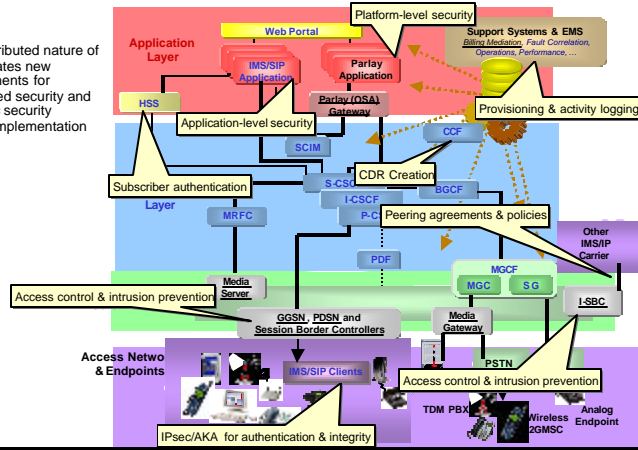 Web Portal
Platform-level security
Application
Layer
Support Systems & EMS
Billing Mediation, Fault Correlation,
Operations, Performance, ...
IMS/SIP
Application
Parlay
Application
HSS
Parlay (OSA)
Gateway
Application-level security
Provisioning & activity logging
CCF
SCIM
CDR Creation
Subscriber authentication
S-CSC
BGCF
I-CSCF
P-CS
Layer
MRFC
Peering agreements & policies
Other
IMS/IP
Carrier
PDF
MGCF
MGC
S G
Media
Server
I-SBC
Access control & intrusion prevention
GGSN, PDSN and
Session Border Controllers
Media
Gateway
Access Netwo
& Endpoints
IMS/SIP Clients
PSTN
Access control & intrusion prevention
TDM PBX
Wireless
2GMSC
Analog
Endpoint
IPsec/AKA for authentication & integrity
ributed nature of
ates new
ments for
ed security and
c security
mplementation